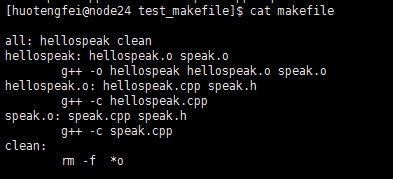 [huotengfei@node24 test_makefile]$ cat makefile
all: hellospeak clean
hellospeak: hellospeak.o speak.o
g++ -o hellospeak hellospeak.o speak.o
hellospeak.o: hellospeak.cpp speak.h
g++ -c hellospeak.cpp
speak.o: speak.cpp speak.h
g++ -c speak.cpp
clean:
rm -f  *o